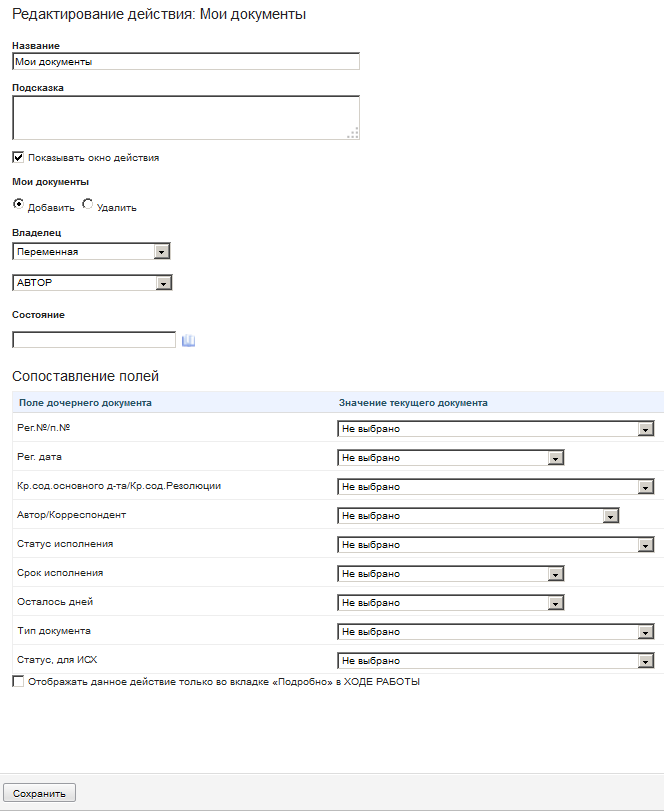 Редактирование действия: Мои документы
Название
Мои документы
Подсказка
Показывать окно действия
Мои документы
Добавить Удалить
Владелец
Переменная
АВТОР
Состояние
Сопоставление полей
Поле дочернего документа Значение текущего документа
Рег.№/п.№ Не выбрано
Рег. дата Не выбрано
Кр.сод.основного д-та/Кр.сод.Резолюции Не выбрано
Автор/Корреспондент Не выбрано
Статус исполнения Не выбрано
Срок исполнения Не выбрано
Осталось дней Не выбрано
Тип документа Не выбрано
Статус, для ИСХ Не выбрано
Отображать данное действие только во вкладке «Подробно» в ХОДЕ РАБОТЫ
Сохранить